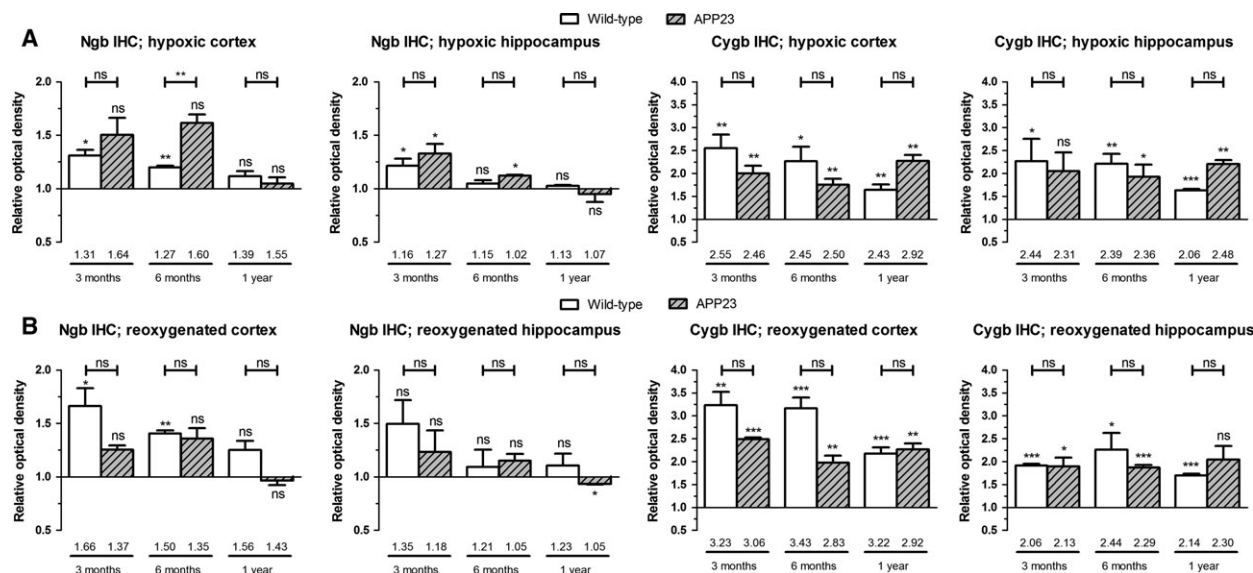 Wild-type APP23
A
Ngb IHC; hypoxic cortex
Relative optical density
2.0
1.5
1.0
0.5
ns ** ns
* ns ** ns ns ns
1.31 1.64 1.27 1.60 1.39 1.55
3 months 6 months 1 year
Ngb IHC; hypoxic hippocampus
Relative optical density
2.0
1.5
1.0
0.5
ns ns ns
* * ns * ns ns
1.16 1.27 1.15 1.02 1.13 1.07
3 months 6 months 1 year
Cygb IHC; hypoxic cortex
Relative optical density
4.0
3.5
3.0
2.5
2.0
1.5
1.0
0.5
ns ns ns
** ** * ** ** **
2.55 2.46 2.45 2.50 2.43 2.92
3 months 6 months 1 year
Cygb IHC; hypoxic hippocampus
Relative optical density
4.0
3.5
3.0
2.5
2.0
1.5
1.0
0.5
ns ns ns
* ns ** * *** **
2.44 2.31 2.39 2.36 2.06 2.48
3 months 6 months 1 year
Wild-type APP23
B
Ngb IHC; reoxygenated cortex
Relative optical density
2.0
1.5
1.0
0.5
ns ns ns
* ns ** ns ns ns
1.66 1.37 1.50 1.35 1.56 1.43
3 months 6 months 1 year
Ngb IHC; reoxygenated hippocampus
Relative optical density
2.0
1.5
1.0
0.5
ns ns ns
ns ns ns ns ns *
1.35 1.18 1.21 1.05 1.23 1.05
3 months 6 months 1 year
Cygb IHC; reoxygenated cortex
Relative optical density
4.0
3.5
3.0
2.5
2.0
1.5
1.0
0.5
ns ns ns
** *** *** ** *** **
3.23 3.06 3.43 2.83 3.22 2.92
3 months 6 months 1 year
Cygb IHC; reoxygenated hippocampus
Relative optical density
4.0
3.5
3.0
2.5
2.0
1.5
1.0
0.5
ns ns ns
*** * * *** *** ns
2.06 2.13 2.44 2.29 2.14 2.30
3 months 6 months 1 year